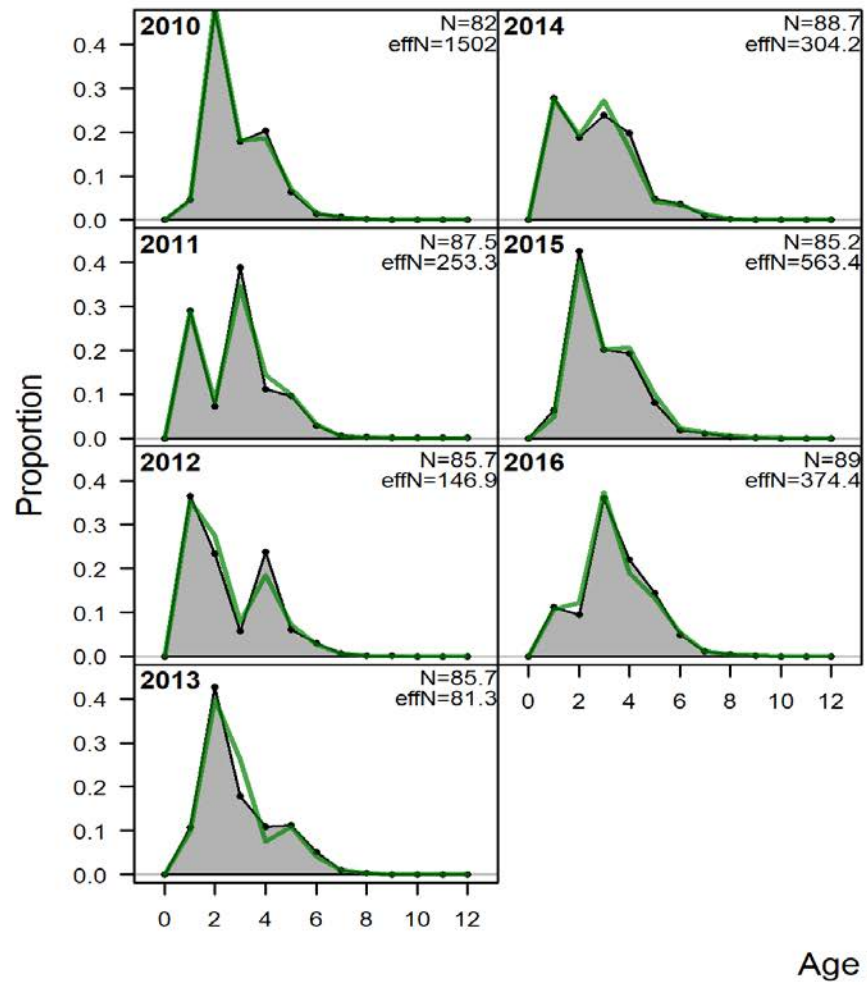 Proportion
2010
N=82
effN=1502
0.4
0.3
0.2
0.1
0.0
2014
N=88.7
effN=304.2
2011
N=87.5
effN=253.3
0.4
0.3
0.2
0.1
0.0
2015
N=85.2
effN=563.4
2012
N=85.7
effN=146.9
0.4
0.3
0.2
0.1
0.0
2016
N=89
effN=374.4
0 2 4 6 8 10 12
2013
N=85.7
effN=81.3
0.4
0.3
0.2
0.1
0.0
0 2 4 6 8 10 12
Age